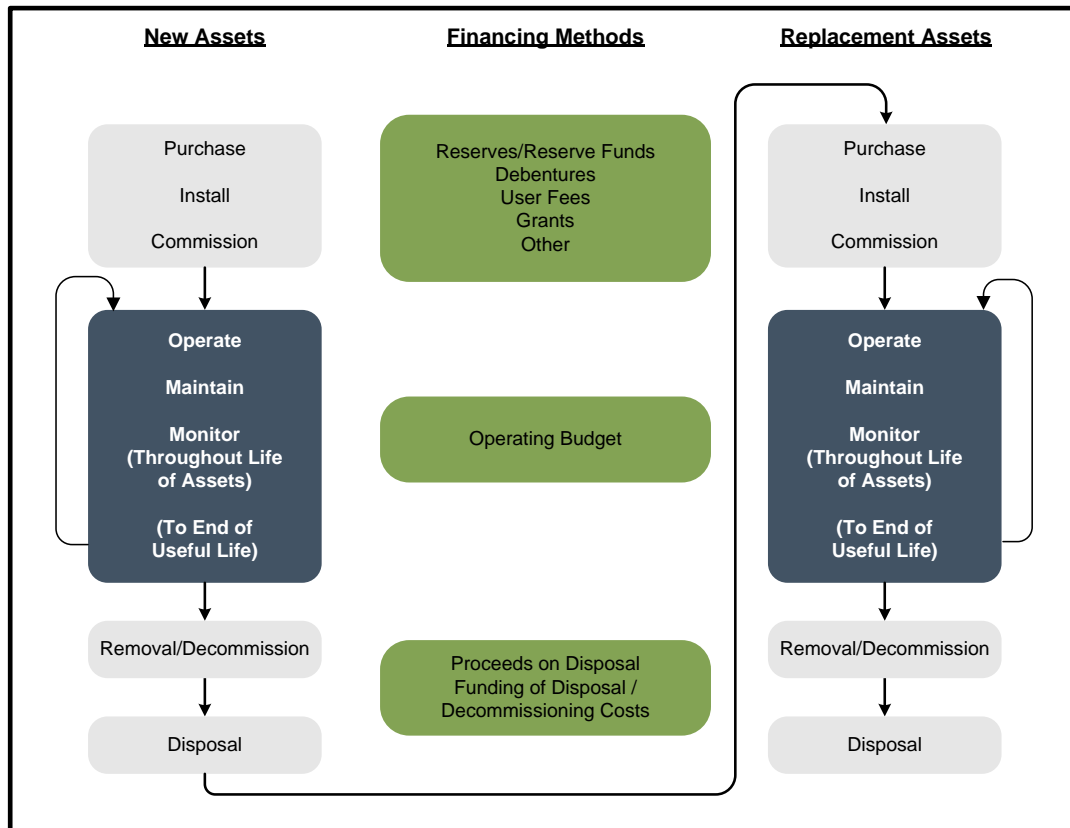 New Assets
Financing Methods
Replacement Assets
Purchase
Install
Commission
Operate
Maintain
Monitor
(Throughout Life
of Assets)
(To End of
Useful Life)
Removal/Decommission
Disposal
Reserves/Reserve Funds
Debentures
User Fees
Grants
Other
Operating Budget
Proceeds on Disposal
Funding of Disposal /
Decommissioning Costs
Purchase
Install
Commission
Operate
Maintain
Monitor
(Throughout Life
of Assets)
(To End of
Useful Life)
Removal/Decommission
Disposal